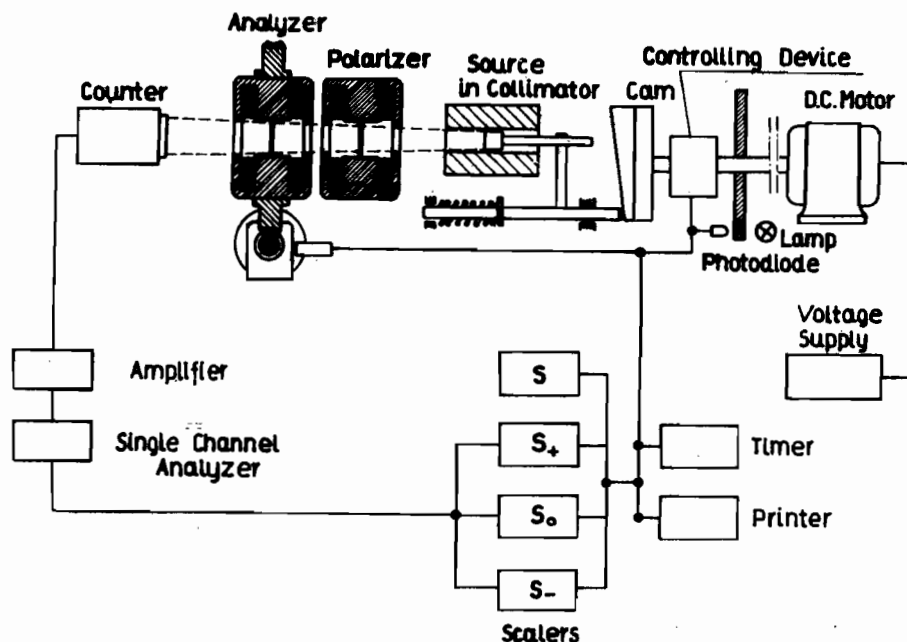 Analyzer
Polarizer
Counter
Source
in Collimator
Cam
Controlling
Device
D.C. Motor
Lamp
Photodiode
Voltage
Supply
Amplifier
Single Channel
Analyzer
S
S+
So
S-
Scalers
Timer
Printer